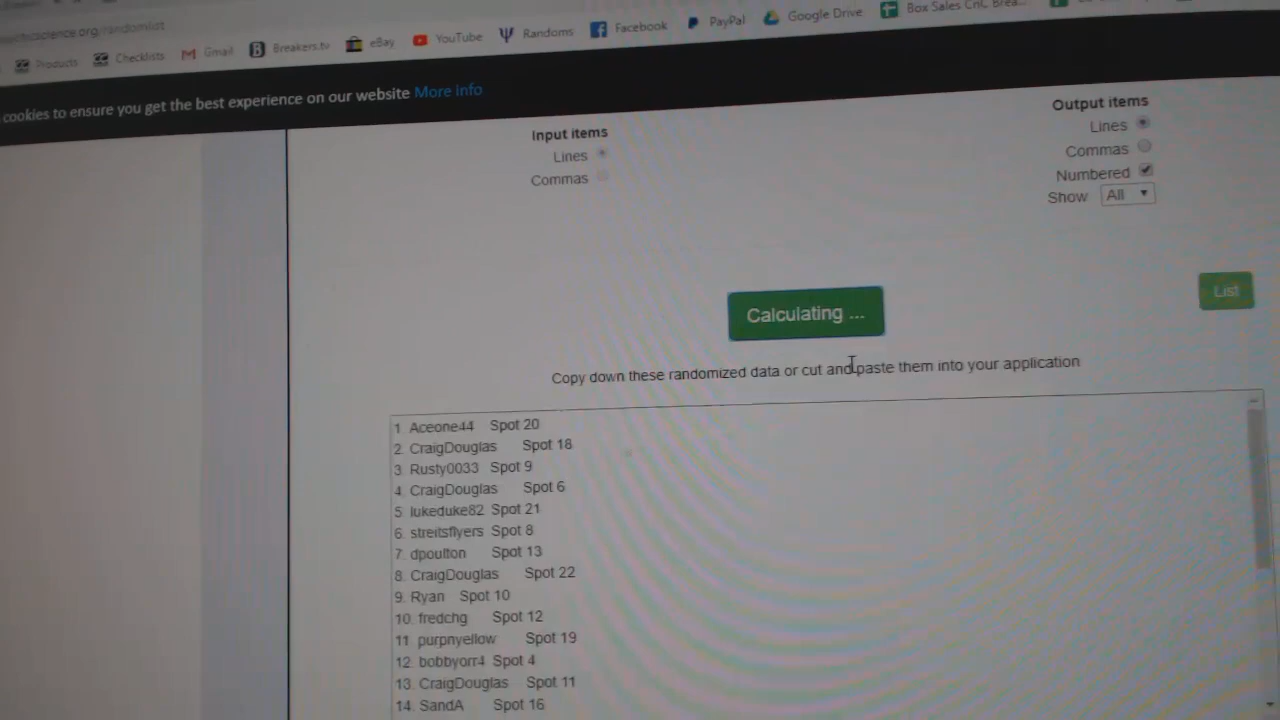 science.org/randomlist
Products Checklists Gmail Breakers.tv eBay YouTube Randoms Facebook PayPal Google Drive Box Sales
cookies to ensure you get the best experience on our website More info
Input items
Lines
Commas
Output items
Lines
Commas
Numbered
Show All
Calculating ...
List
Copy down these randomized data or cut and paste them into your application
1 Aceone44 Spot 20
2. CraigDouglas Spot 18
3 Rusty0033 Spot 9
4. CraigDouglas Spot 6
5 lukeduke82 Spot 21
6. streitsflyers Spot 8
7. dpoulton Spot 13
8. CraigDouglas Spot 22
9. Ryan Spot 10
10. fredchg Spot 12
11 purpnyellow Spot 19
12. bobbyorr4 Spot 4
13. CraigDouglas Spot 11
14. SandA Spot 16